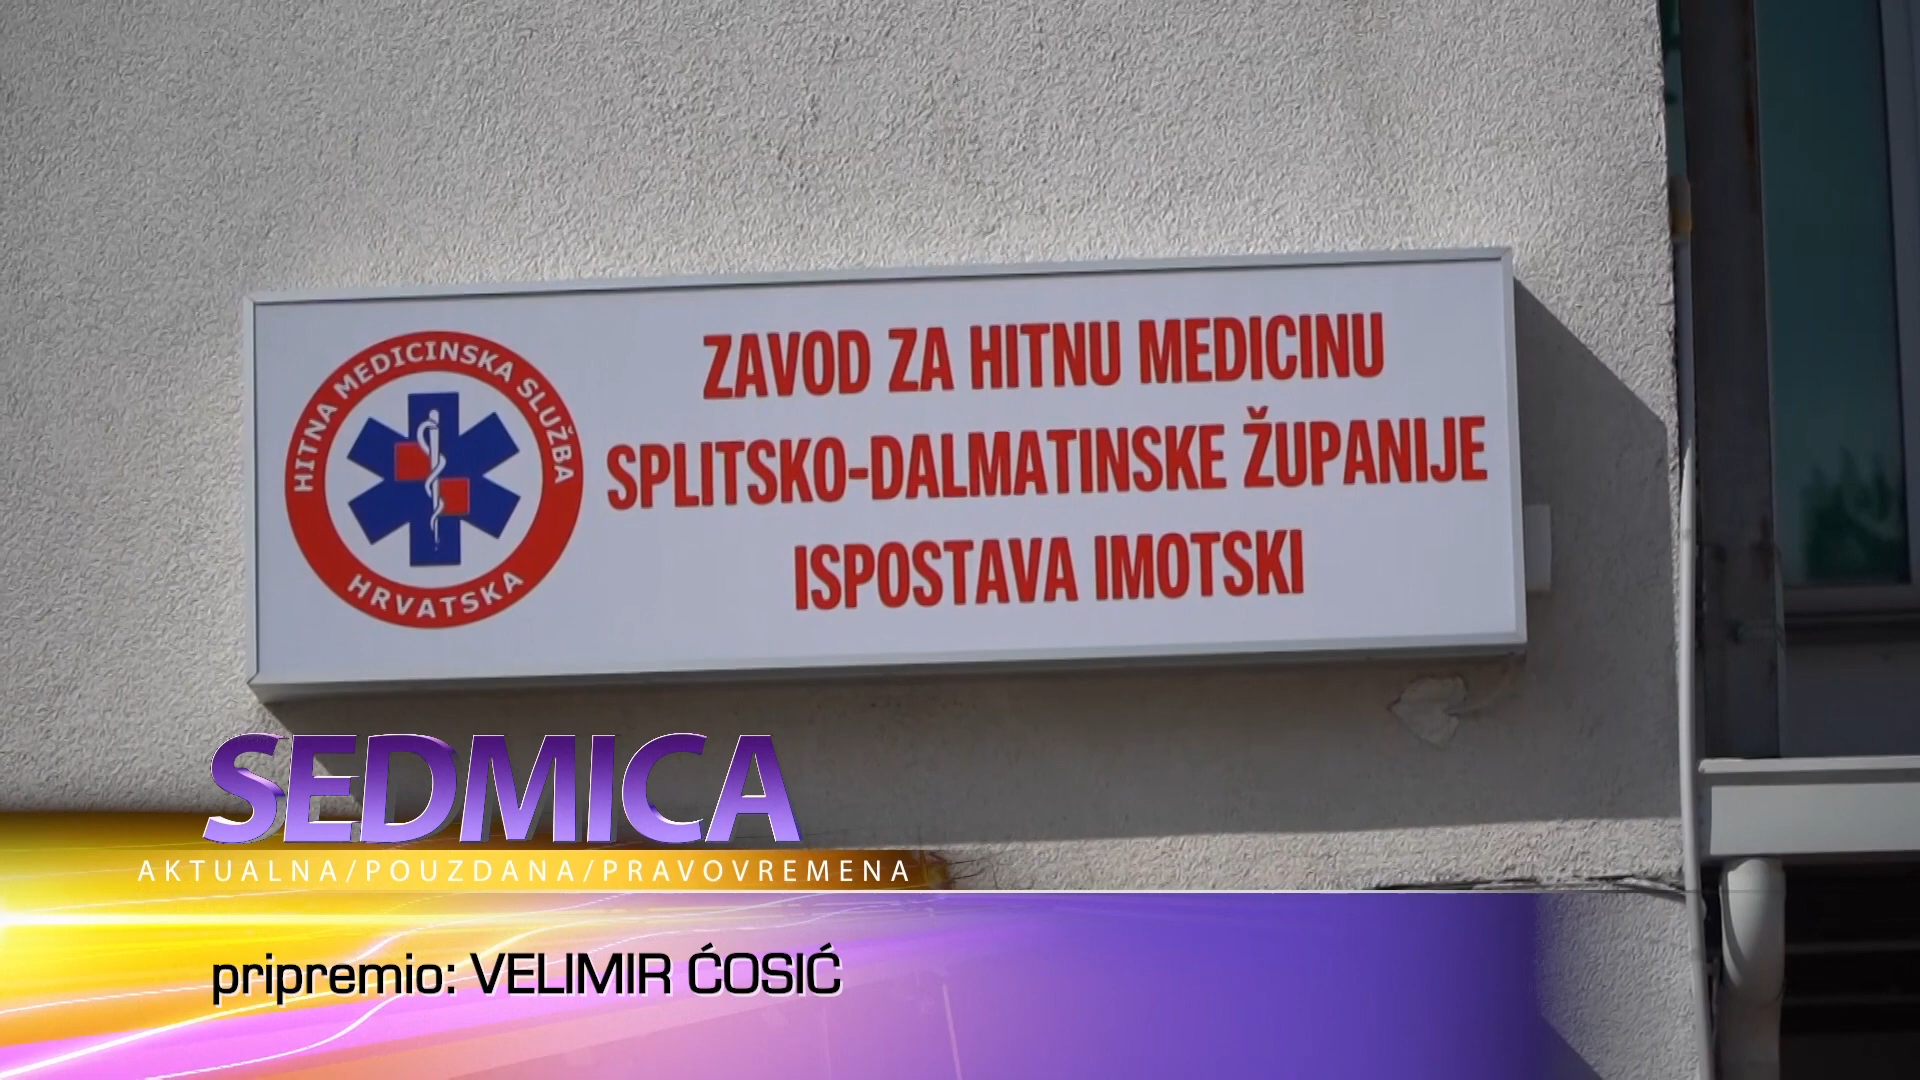 HITNA MEDICINSKA SLUŽBA
HRVATSKA
ZAVOD ZA HITNU MEDICINU
SPLITSKO-DALMATINSKE ŽUPANIJE
ISPOSTAVA IMOTSKI
SEDMICA
AKTUALNA/POUZDANA/PRAVOVREMENA
pripremio: VELIMIR ĆOSIĆ